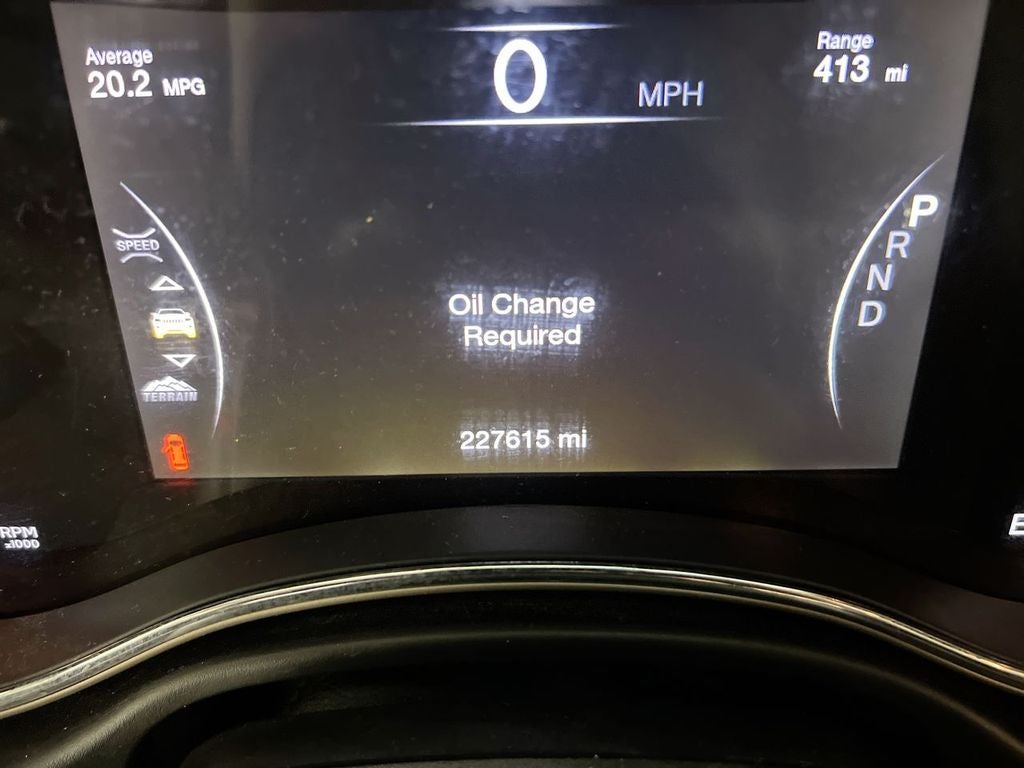 Average
20.2 MPG
0 MPH
Range
413 mi
SPEED
TERRAIN
P
R
N
D
Oil Change
Required
227615 mi
RPM
x1000
E